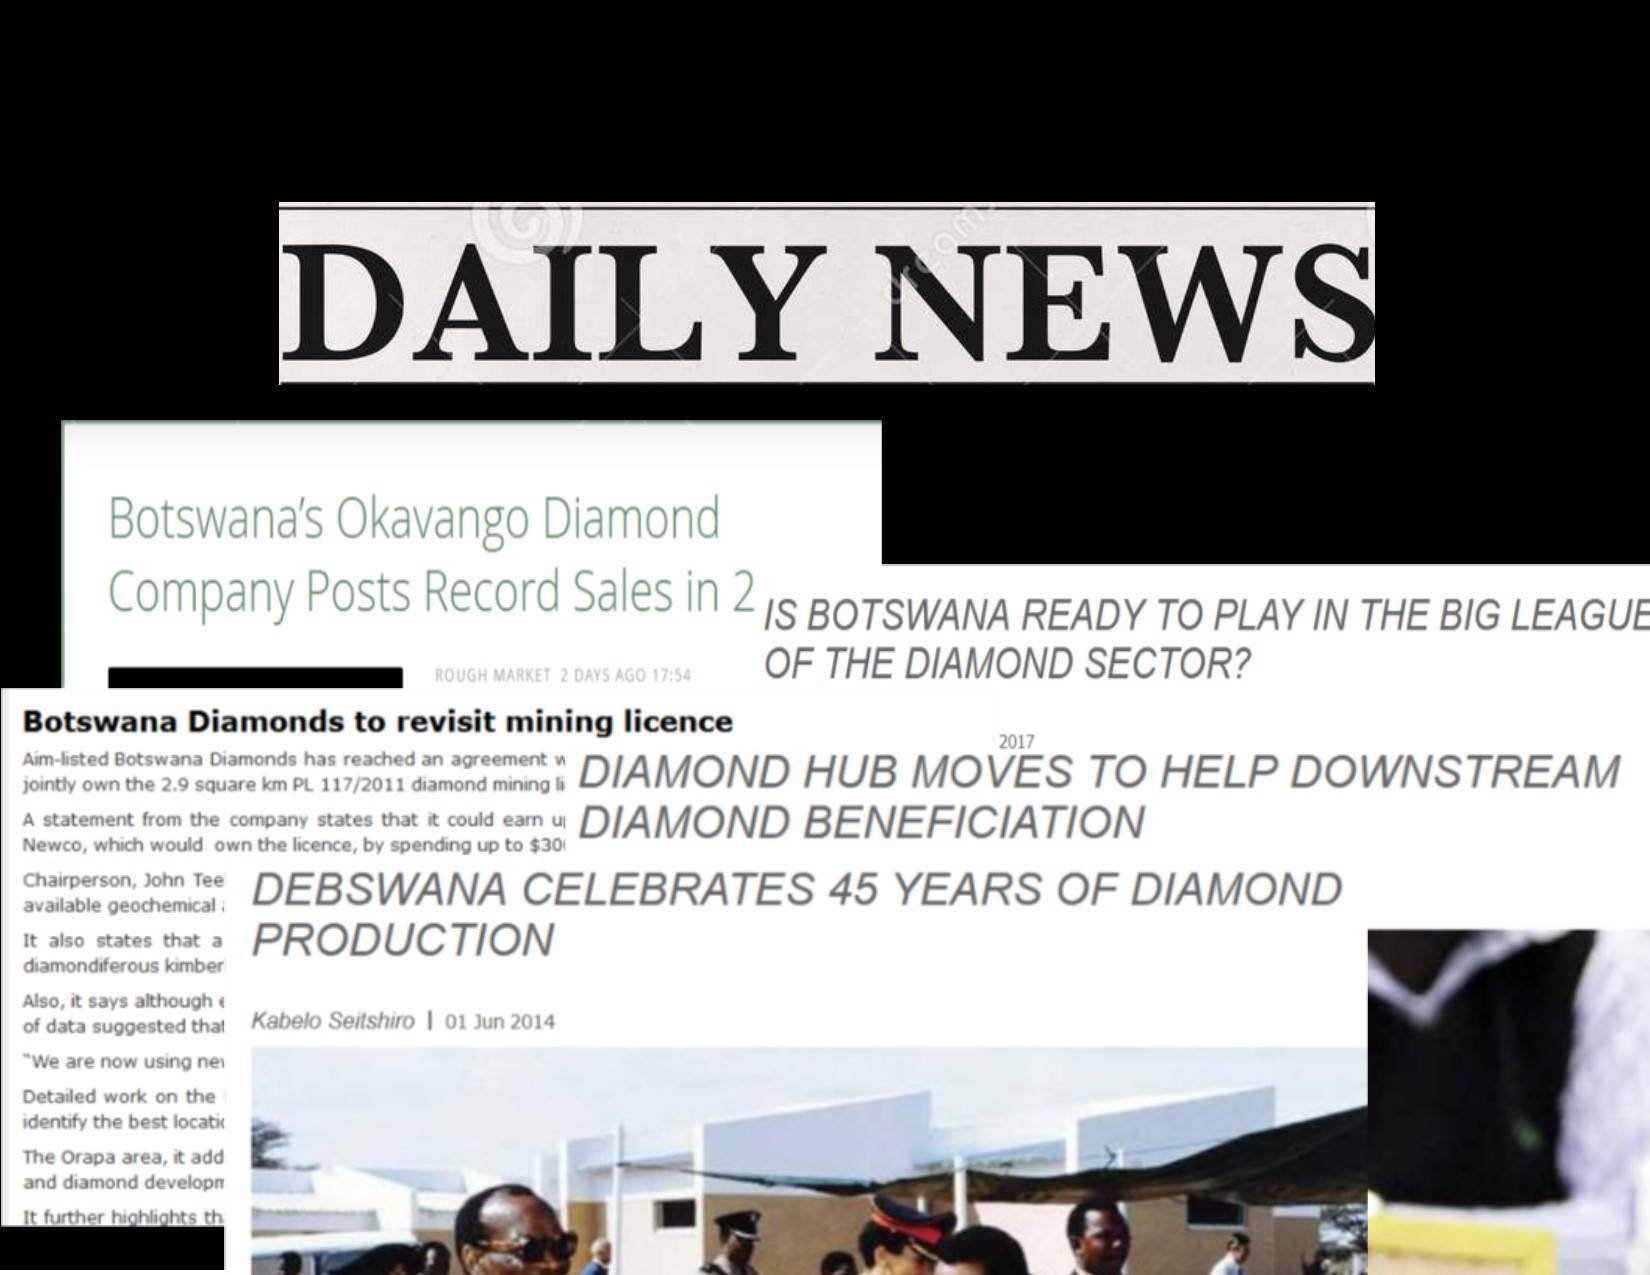 DAILY NEWS
Botswana's Okavango Diamond
Company Posts Record Sales in 2
ROUGH MARKET 2 DAYS AGO 17:54
IS BOTSWANA READY TO PLAY IN THE BIG LEAGUE
OF THE DIAMOND SECTOR?
2017
Botswana Diamonds to revisit mining licence
Aim-listed Botswana Diamonds has reached an agreement
jointly own the 2.9 square km PL 117/2011 diamond mining
A statement from the company states that it could earn
Newco, which would own the licence, by spending up to $30
Chairperson, John Tee
available geochemical
It also states that a
diamondiferous kimber
Also, it says although
of data suggested that
"We are now using
Detailed work on the
identify the best locati
The Orapa area, it add
and diamond develop
It further highlights th
DIAMOND HUB MOVES TO HELP DOWNSTREAM
DIAMOND BENEFICIATION
DEBSWANA CELEBRATES 45 YEARS OF DIAMOND
PRODUCTION
Kabelo Seitshiro | 01 Jun 2014